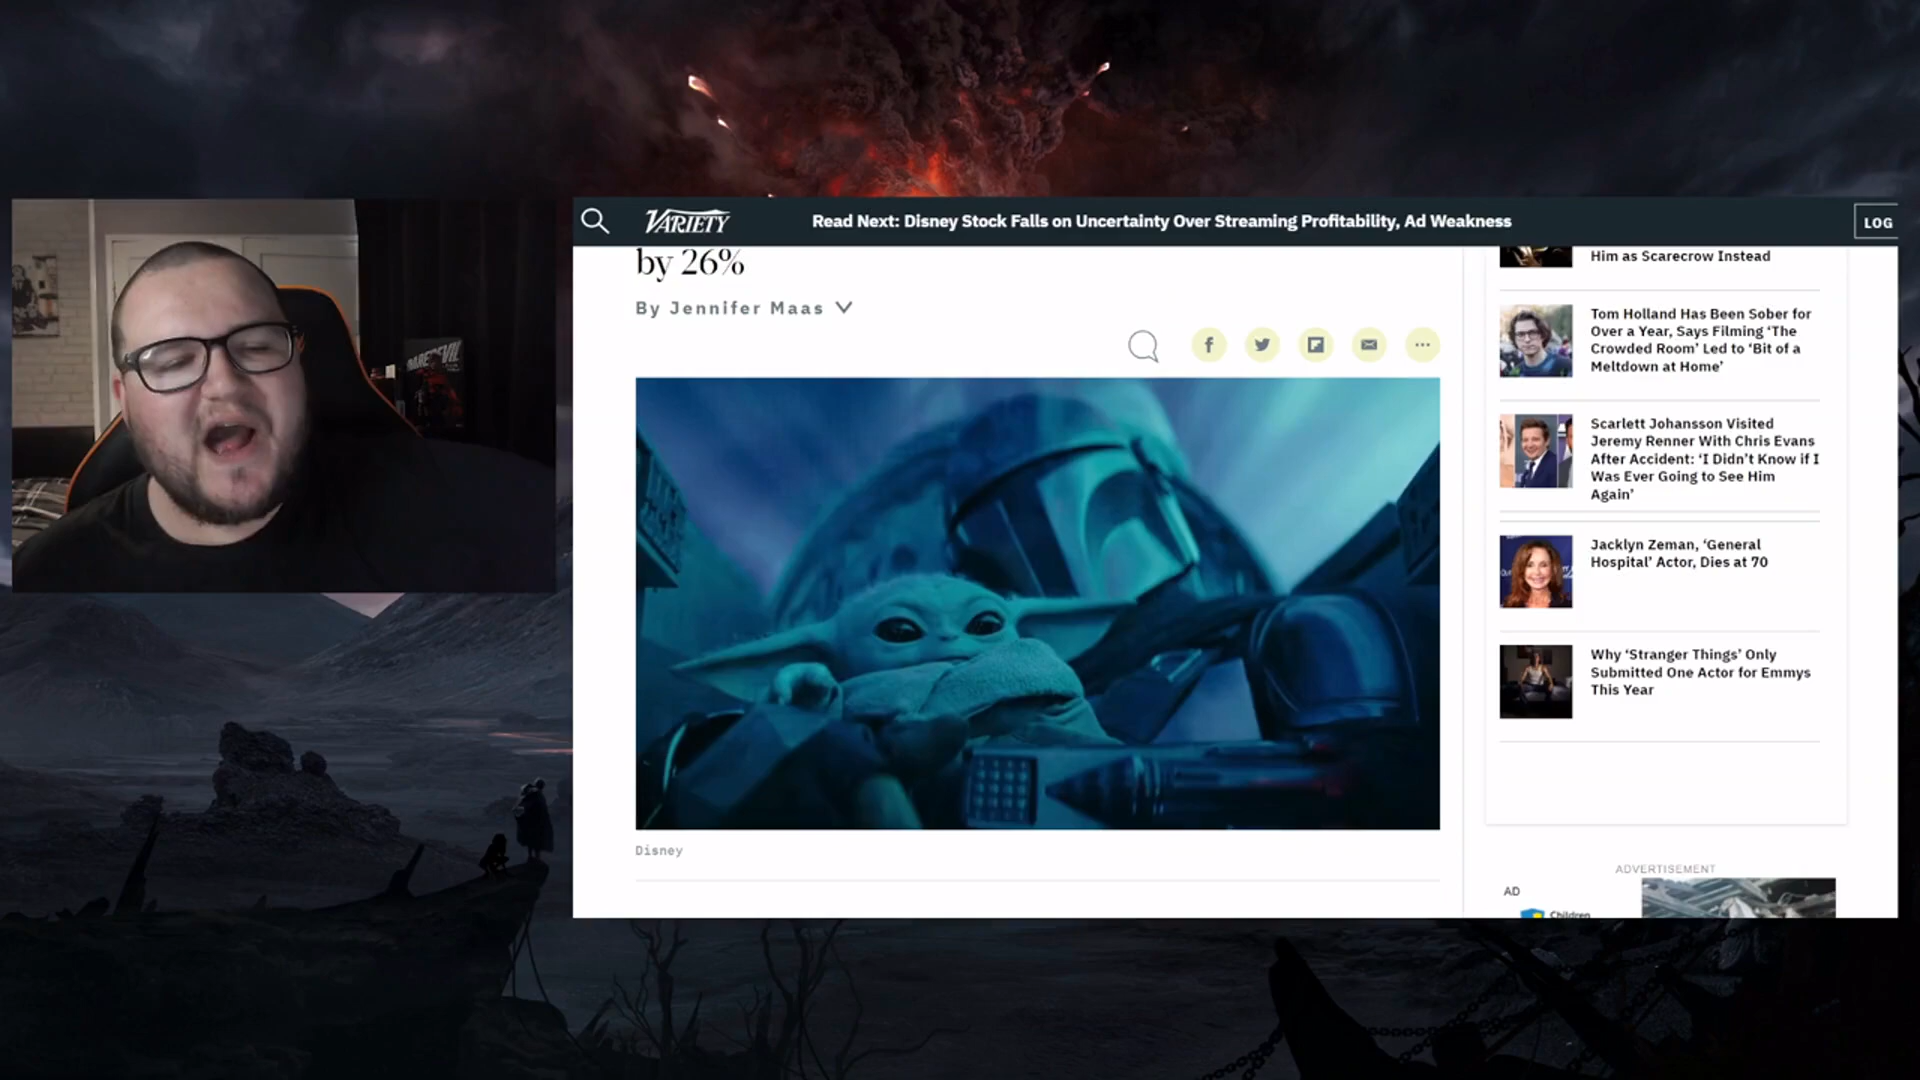 DAREDEVIL
VARIETY
Read Next: Disney Stock Falls on Uncertainty Over Streaming Profitability, Ad Weakness
LOG
by 26%
By Jennifer Maas
Disney
Him as Scarecrow Instead
Tom Holland Has Been Sober for
Over a Year, Says Filming ‘The
Crowded Room’ Led to ‘Bit of a
Meltdown at Home’
Scarlett Johansson Visited
Jeremy Renner With Chris Evans
After Accident: ‘I Didn’t Know if I
Was Ever Going to See Him
Again’
Jacklyn Zeman, ‘General
Hospital’ Actor, Dies at 70
Why ‘Stranger Things’ Only
Submitted One Actor for Emmys
This Year
ADVERTISEMENT
AD
Children